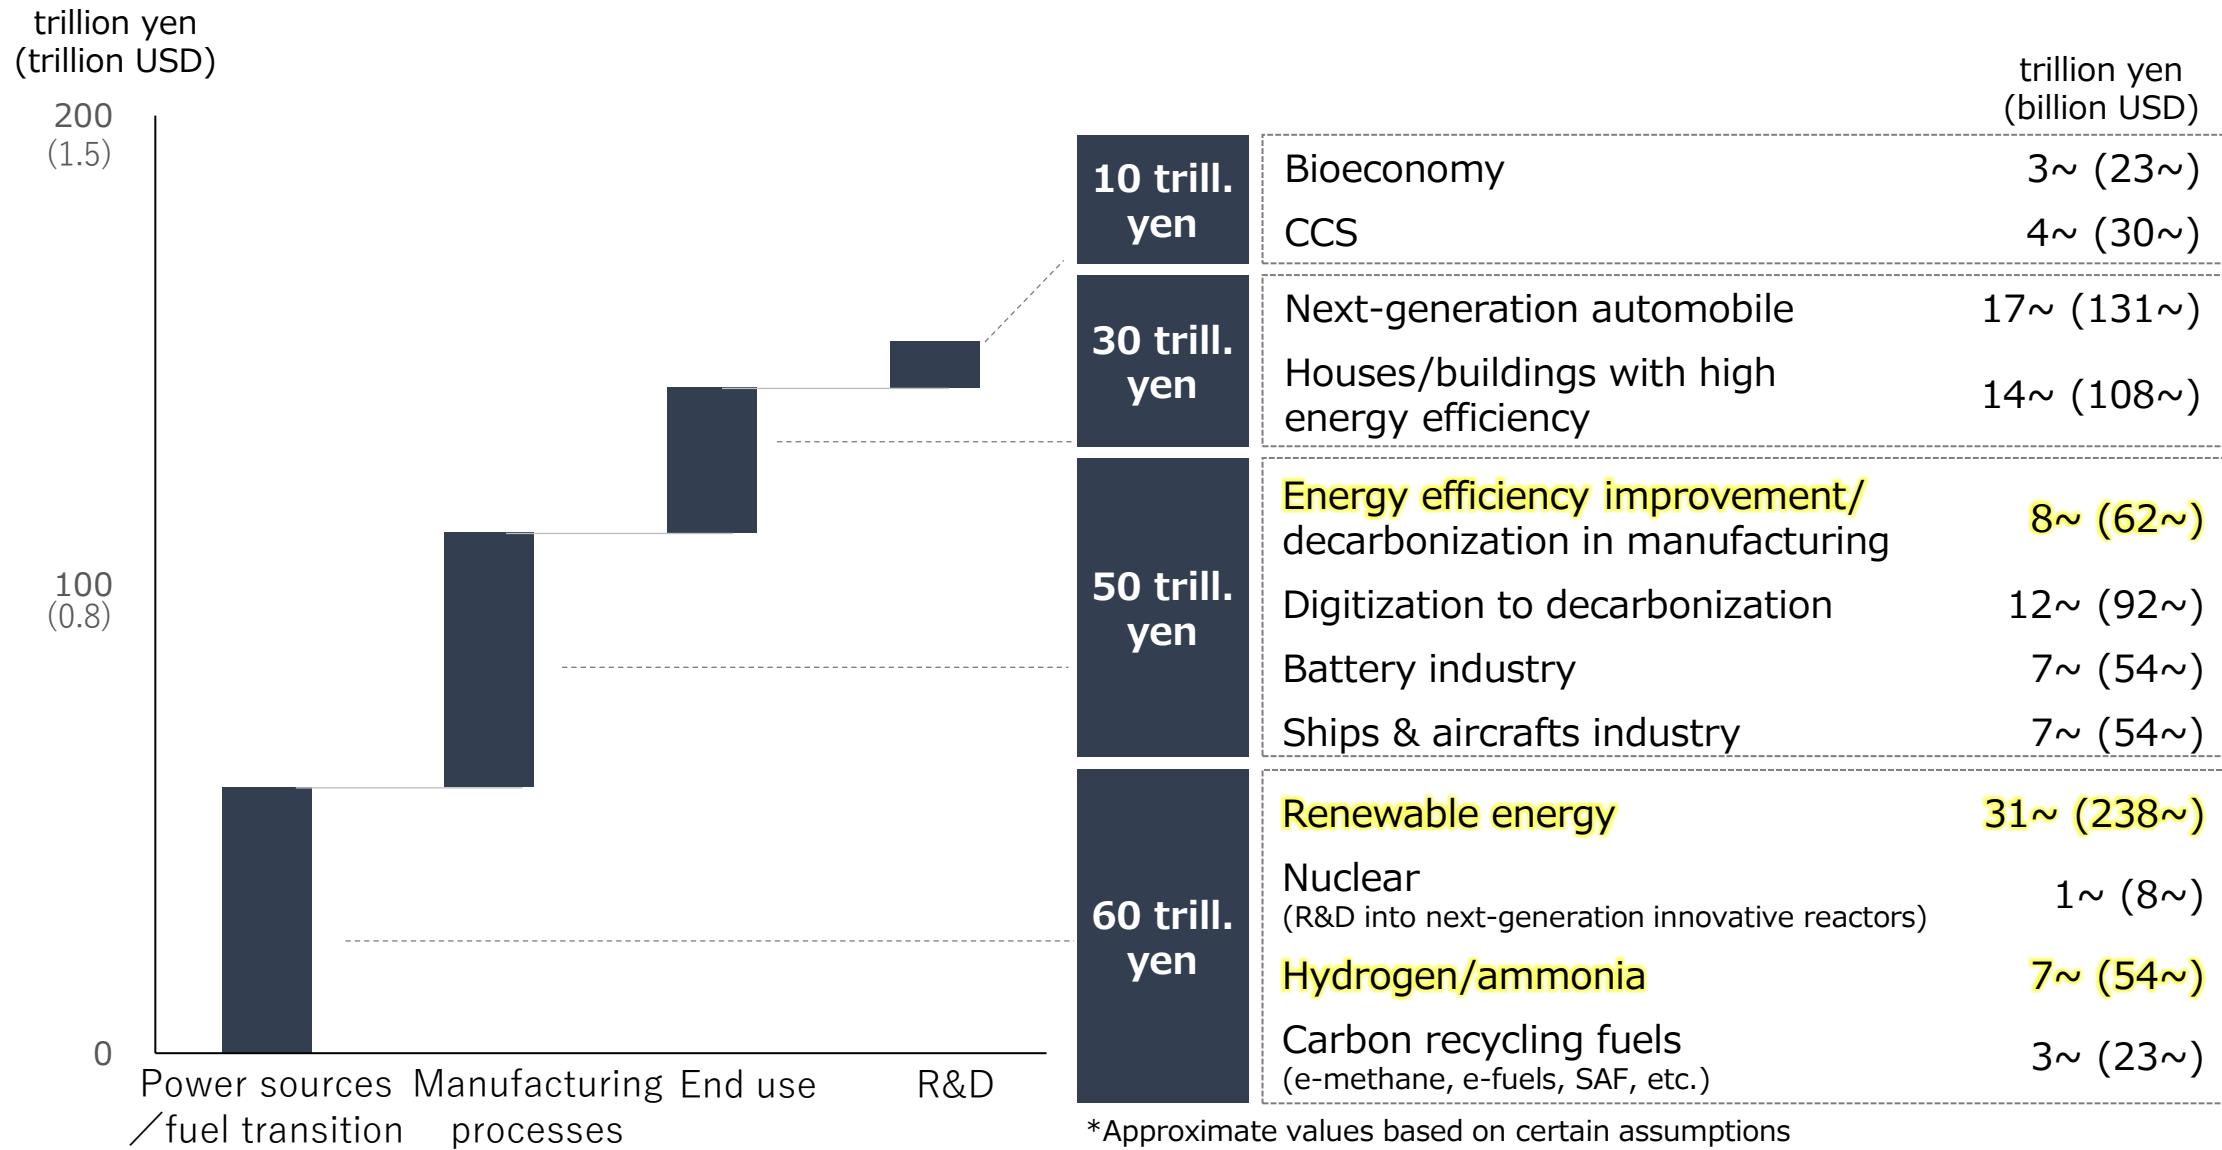 trillion yen
(trillion USD)
200
(1.5)
100
(0.8)
0
Power sources
／fuel transition
Manufacturing
processes
End use
R&D
trillion yen
(billion USD)
10 trill.
yen
Bioeconomy 3~ (23~)
CCS 4~ (30~)
30 trill.
yen
Next-generation automobile 17~ (131~)
Houses/buildings with high
energy efficiency 14~ (108~)
50 trill.
yen
Energy efficiency improvement/
decarbonization in manufacturing 8~ (62~)
Digitization to decarbonization 12~ (92~)
Battery industry 7~ (54~)
Ships & aircrafts industry 7~ (54~)
60 trill.
yen
Renewable energy 31~ (238~)
Nuclear
(R&D into next-generation innovative reactors) 1~ (8~)
Hydrogen/ammonia 7~ (54~)
Carbon recycling fuels
(e-methane, e-fuels, SAF, etc.) 3~ (23~)
*Approximate values based on certain assumptions